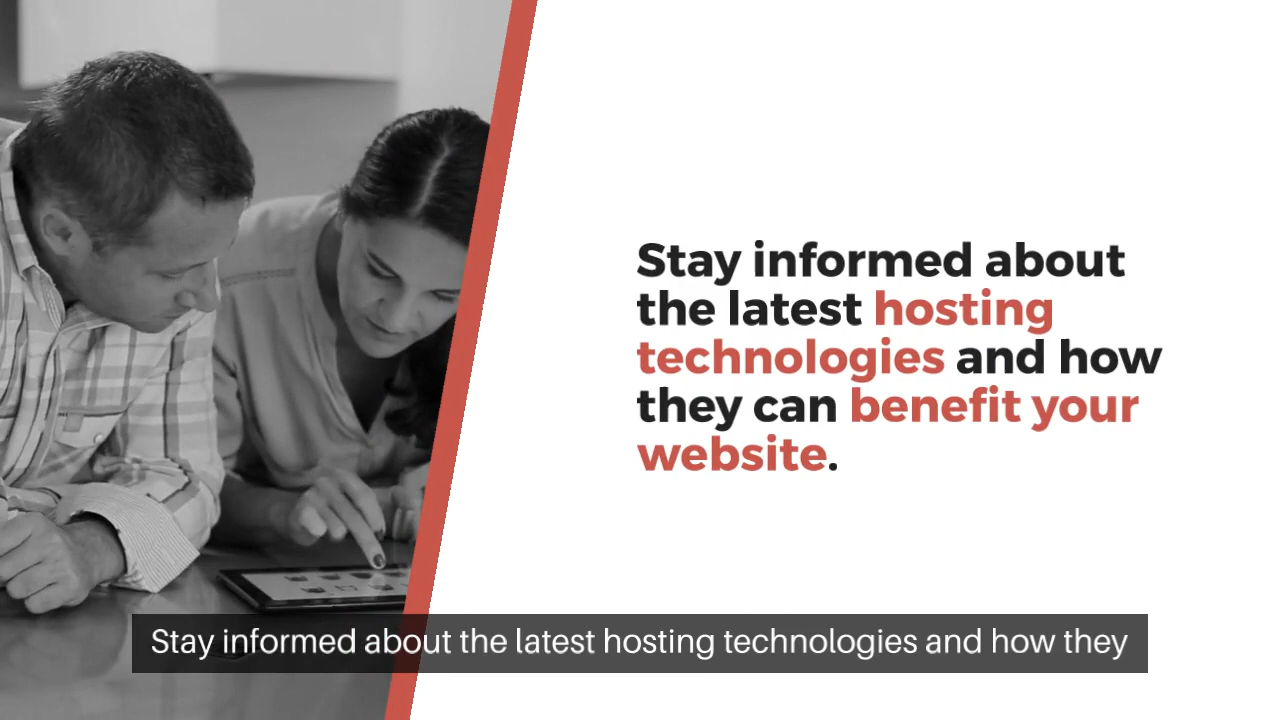 Stay informed about
the latest hosting
technologies and how
they can benefit your
website.
Stay informed about the latest hosting technologies and how they